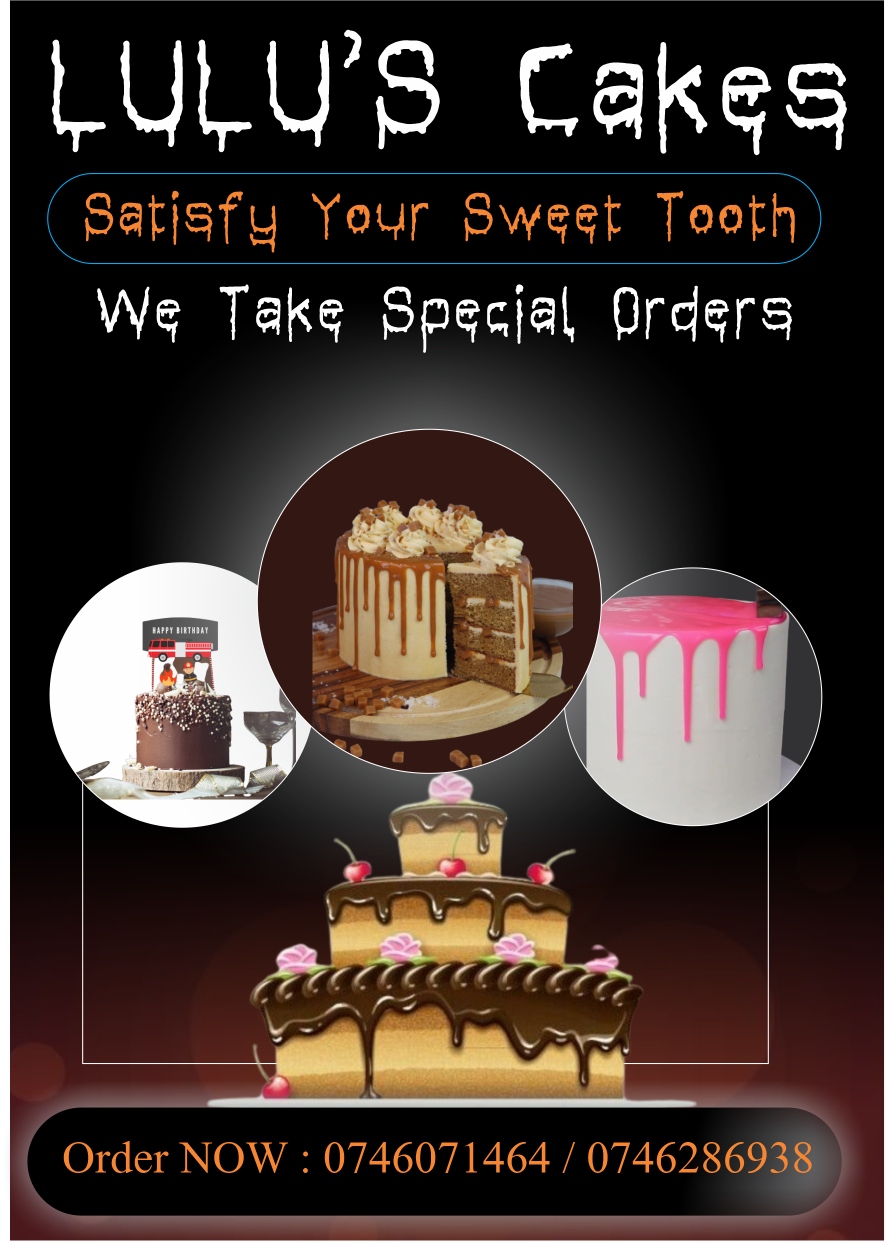 LULU'S Cakes
Satisfy Your Sweet Tooth
We Take Special Orders
HAPPY BIRTHDAY
Order NOW : 0746071464 / 0746286938